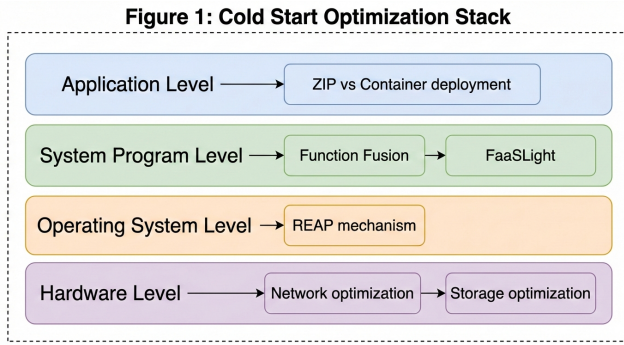 Figure 1: Cold Start Optimization Stack
Application Level
ZIP vs Container deployment
System Program Level
Function Fusion
FaaSLight
Operating System Level
REAP mechanism
Hardware Level
Network optimization
Storage optimization